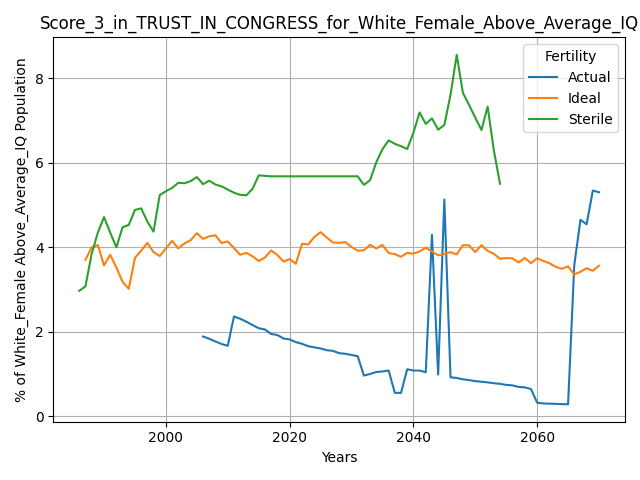 Score_3_in_TRUST_IN_CONGRESS_for_White_Female_Above_Average_IQ
% of White_Female Above_Average_IQ Population
8
6
4
2
0
Fertility
Actual
Ideal
Sterile
2000
2020
2040
2060
Years